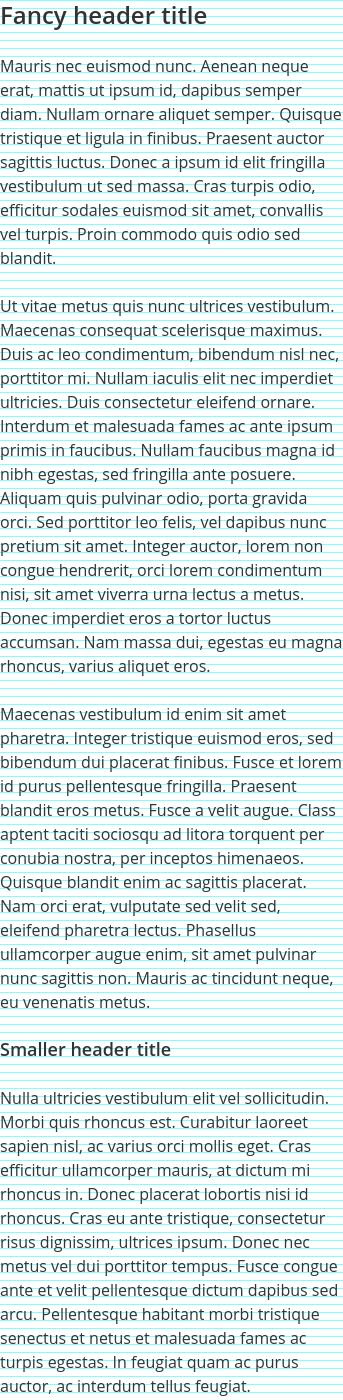 Fancy header title
Mauris nec euismod nunc. Aenean neque
erat, mattis ut ipsum id, dapibus semper
diam. Nullam ornare aliquet semper. Quisque
tristique et ligula in finibus. Praesent auctor
sagittis luctus. Donec a ipsum id elit fringilla
vestibulum ut sed massa. Cras turpis odio,
efficitur sodales euismod sit amet, convallis
vel turpis. Proin commodo quis odio sed
blandit.
Ut vitae metus quis nunc ultrices vestibulum.
Maecenas consequat scelerisque maximus.
Duis ac leo condimentum, bibendum nisl nec,
porttitor mi. Nullam iaculis elit nec imperdiet
ultricies. Duis consectetur eleifend ornare.
Interdum et malesuada fames ac ante ipsum
primis in faucibus. Nullam faucibus magna id
nibh egestas, sed fringilla ante posuere.
Aliquam quis pulvinar odio, porta gravida
orci. Sed porttitor leo felis, vel dapibus nunc
pretium sit amet. Integer auctor, lorem non
congue hendrerit, orci lorem condimentum
nisi, sit amet viverra urna lectus a metus.
Donec imperdiet eros a tortor luctus
accumsan. Nam massa dui, egestas eu magna
rhoncus, varius aliquet eros.
Maecenas vestibulum id enim sit amet
pharetra. Integer tristique euismod eros, sed
bibendum dui placerat finibus. Fusce et lorem
id purus pellentesque fringilla. Praesent
blandit eros metus. Fusce a velit augue. Class
aptent taciti sociosqu ad litora torquent per
conubia nostra, per inceptos himenaeos.
Quisque blandit enim ac sagittis placerat.
Nam orci erat, vulputate sed velit sed,
eleifend pharetra lectus. Phasellus
ullamcorper augue enim, sit amet pulvinar
nunc sagittis non. Mauris ac tincidunt neque,
eu venenatis metus.
Smaller header title
Nulla ultricies vestibulum elit vel sollicitudin.
Morbi quis rhoncus est. Curabitur laoreet
sapien nisl, ac varius orci mollis eget. Cras
efficitur ullamcorper mauris, at dictum mi
rhoncus in. Donec placerat lobortis nisi id
rhoncus. Cras eu ante tristique, consectetur
risus dignissim, ultrices ipsum. Donec nec
metus vel dui porttitor tempus. Fusce congue
ante et velit pellentesque dictum dapibus sed
arcu. Pellentesque habitant morbi tristique
senectus et netus et malesuada fames ac
turpis egestas. In feugiat quam ac purus
auctor, ac interdum tellus feugiat.